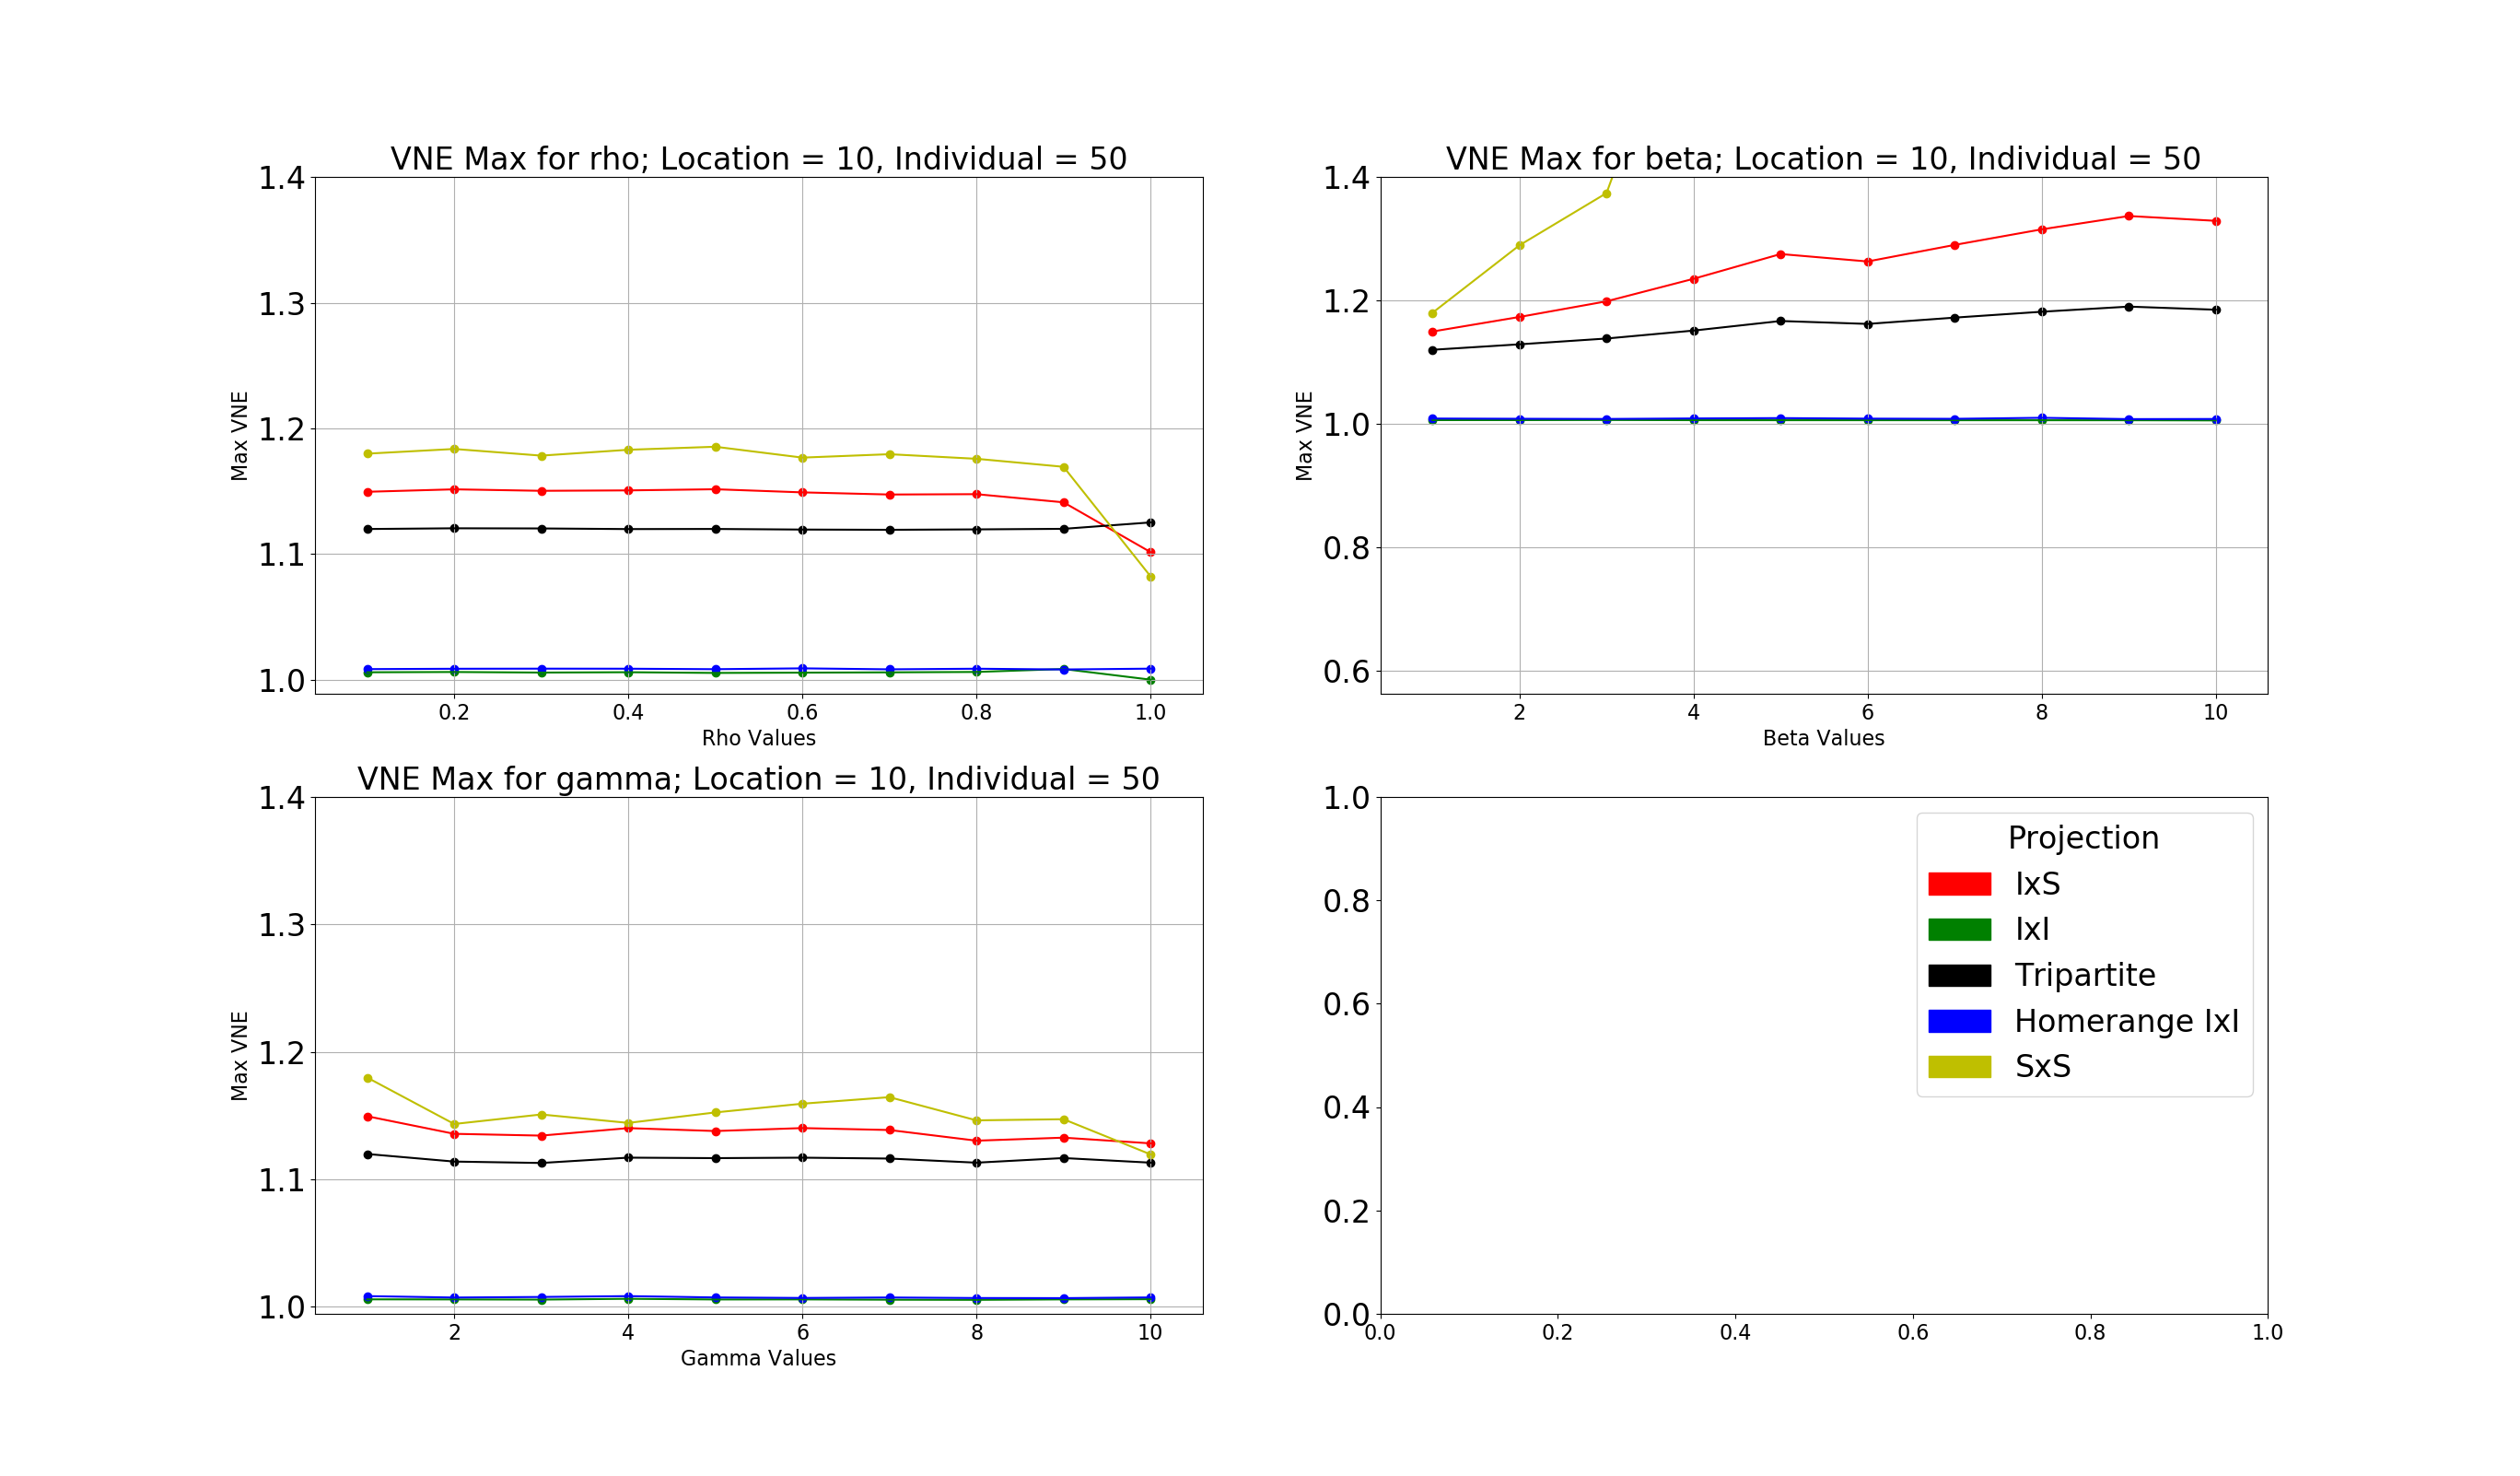 VNE Max for rho; Location = 10, Individual = 50
1.4
1.3
1.2
1.1
1.0
Max VNE
0.2 0.4 0.6 0.8 1.0
Rho Values
VNE Max for beta; Location = 10, Individual = 50
1.4
1.2
1.0
0.8
0.6
Max VNE
2 4 6 8 10
Beta Values
VNE Max for gamma; Location = 10, Individual = 50
1.4
1.3
1.2
1.1
1.0
Max VNE
2 4 6 8 10
Gamma Values
1.0
0.8
0.6
0.4
0.2
0.0
0.0 0.2 0.4 0.6 0.8 1.0
Projection
IxS
IxI
Tripartite
Homerange IxI
SxS